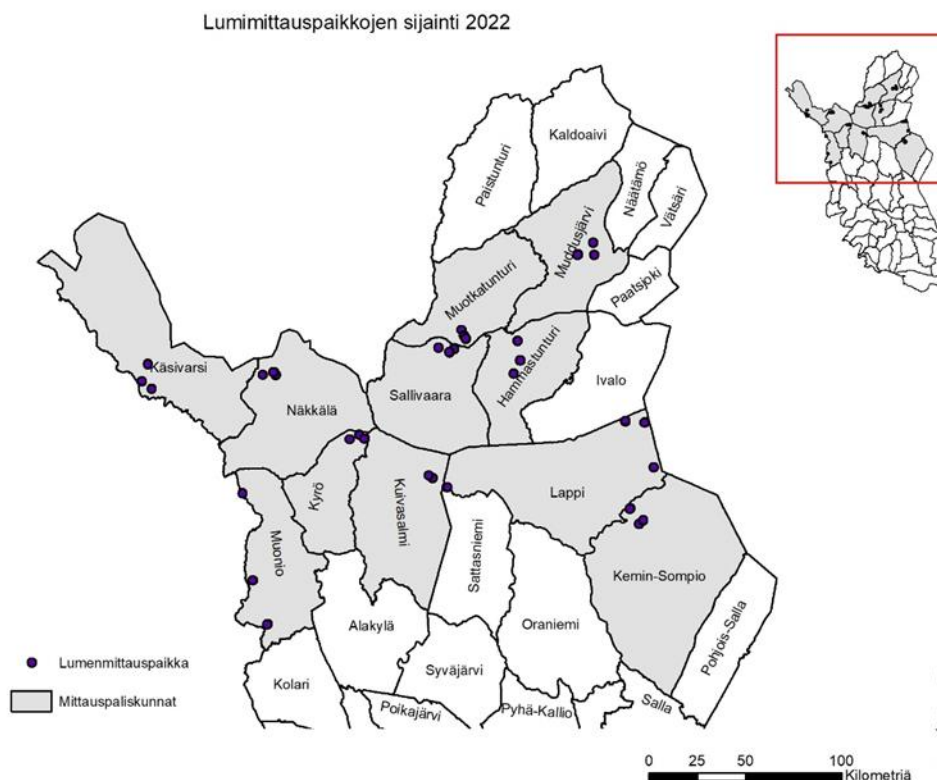 Lumimittauspaikkojen sijainti 2022
Kaldoaivi
Paistunturi
Näätämö
Vätsäri
Muddusjärvi
Muotkatunturi
Paatsjoki
Hammastunturi
Käsivarsi
Ivalo
Sallivaara
Näkkälä
Kyrö
Kuivasalmi
Lappi
Muonio
Sattasniemi
Kemin-Sompio
Alakylä
Oraniemi
Pohjois-Salla
Lumenmittauspaikka
Syväjärvi
Kolari
Mittauspaliskunnat
Poikajärvi
Pyhä-Kallio
Salla
0 25 50 100
Kilometriä